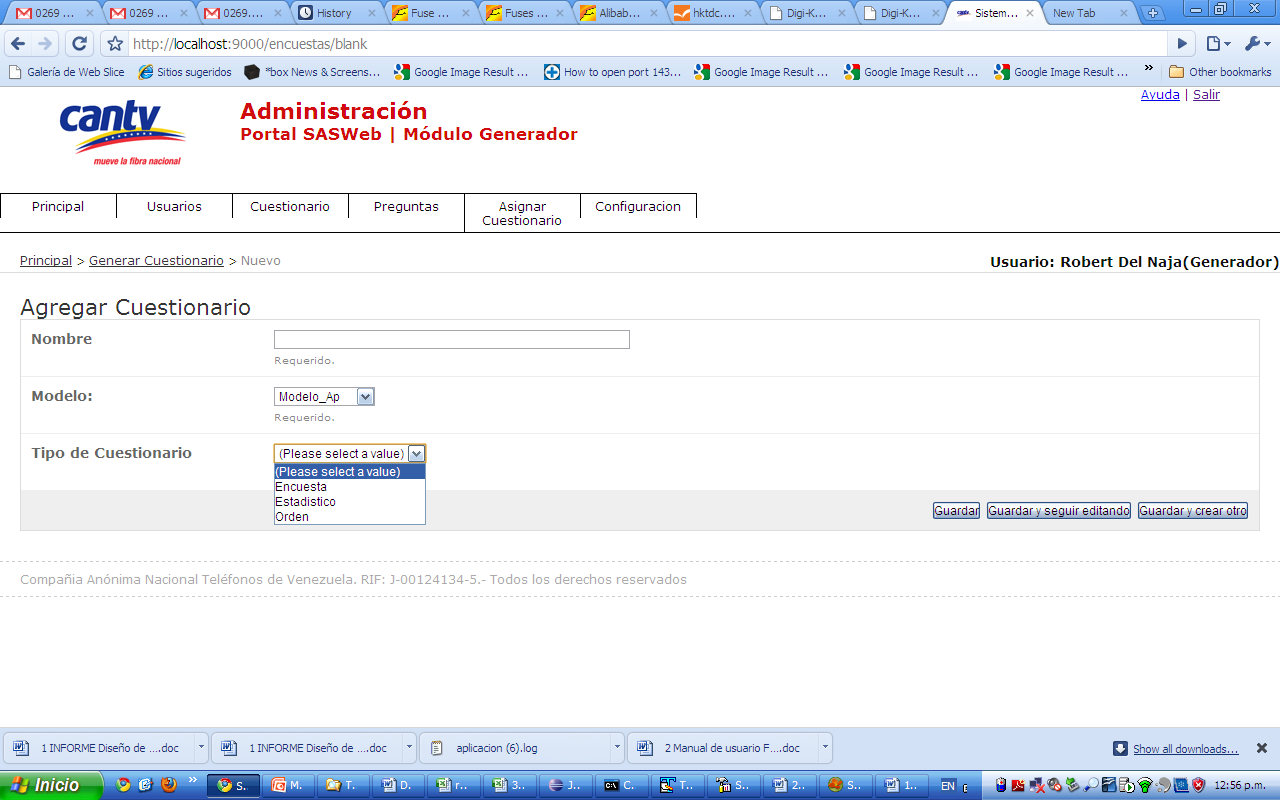 0269 0269 0269.... History Fuse ... Fuses ... Alibab... hktdc.... Digi-K... Digi-K... Sistem... New Tab
http://localhost:9000/encuestas/blank
Galería de Web Slice Sitios sugeridos *box News & Screens... Google Image Result ... How to open port 143... Google Image Result ... Google Image Result ... Google Image Result ... » Other bookmarks
Ayuda | Salir
cantv
mueve la fibra nacional
Administración
Portal SASWeb | Módulo Generador
Principal Usuarios Cuestionario Preguntas Asignar Cuestionario Configuracion
Principal > Generar Cuestionario > Nuevo
Usuario: Robert Del Naja(Generador)
Agregar Cuestionario
Nombre
Requerido.
Modelo: Modelo_Ap
Requerido.
Tipo de Cuestionario (Please select a value)
(Please select a value)
Encuesta
Estadistico
Orden
Guardar Guardar y seguir editando Guardar y crear otro
Compañia Anónima Nacional Teléfonos de Venezuela. RIF: J-00124134-5.- Todos los derechos reservados
1 INFORME Diseño de ....doc 1 INFORME Diseño de ....doc aplicacion (6).log 2 Manual de usuario F....doc Show all downloads...
Inicio » S.. M. T.. D. r.. 3.. J.. C. T.. S.. 2.. S.. 1.. EN 12:56 p.m.